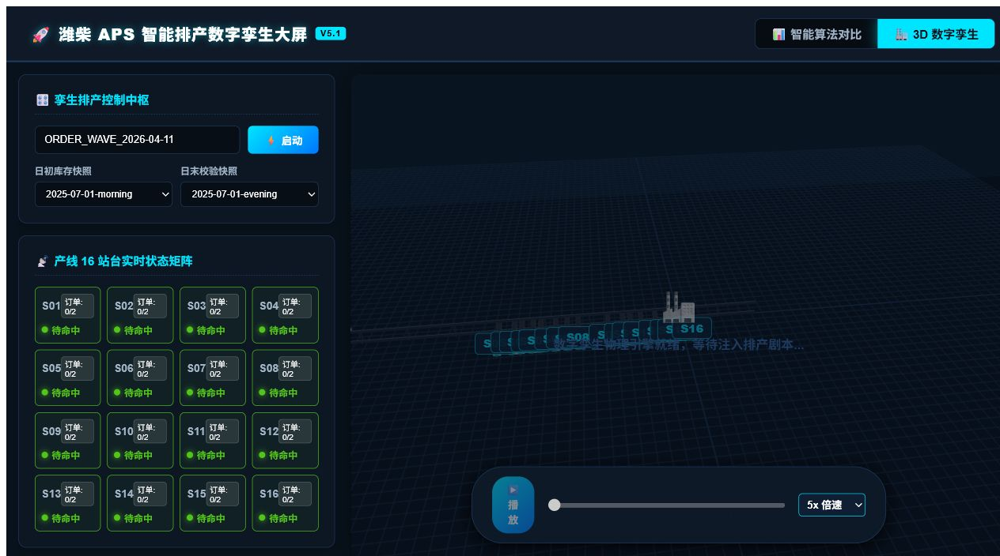 🚀 潍柴 APS 智能排产数字孪生大屏 V5.1
📊 智能算法对比
🏭 3D 数字孪生
🎛️ 孪生排产控制中枢
ORDER_WAVE_2026-04-11
⚡ 启动
日初库存快照 日末校验快照
2025-07-01-morning 2025-07-01-evening
📡 产线 16 站台实时状态矩阵
S01 订单: 0/2
待命中
S02 订单: 0/2
待命中
S03 订单: 0/2
待命中
S04 订单: 0/2
待命中
S05 订单: 0/2
待命中
S06 订单: 0/2
待命中
S07 订单: 0/2
待命中
S08 订单: 0/2
待命中
S09 订单: 0/2
待命中
S10 订单: 0/2
待命中
S11 订单: 0/2
待命中
S12 订单: 0/2
待命中
S13 订单: 0/2
待命中
S14 订单: 0/2
待命中
S15 订单: 0/2
待命中
S16 订单: 0/2
待命中
S08
S16
数字孪生物理引擎就绪，等待注入排产剧本...
▶️ 播放
5x 倍速